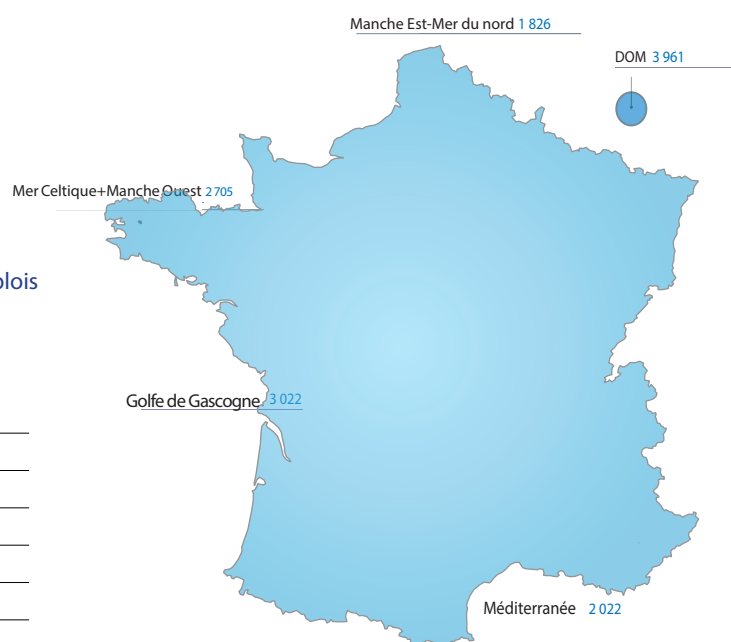 Manche Est-Mer du nord 1 826
DOM 3 961
Mer Celtique+Manche Ouest 2 705
plois
Golfe de Gascogne 3 022
Méditerranée 2 022